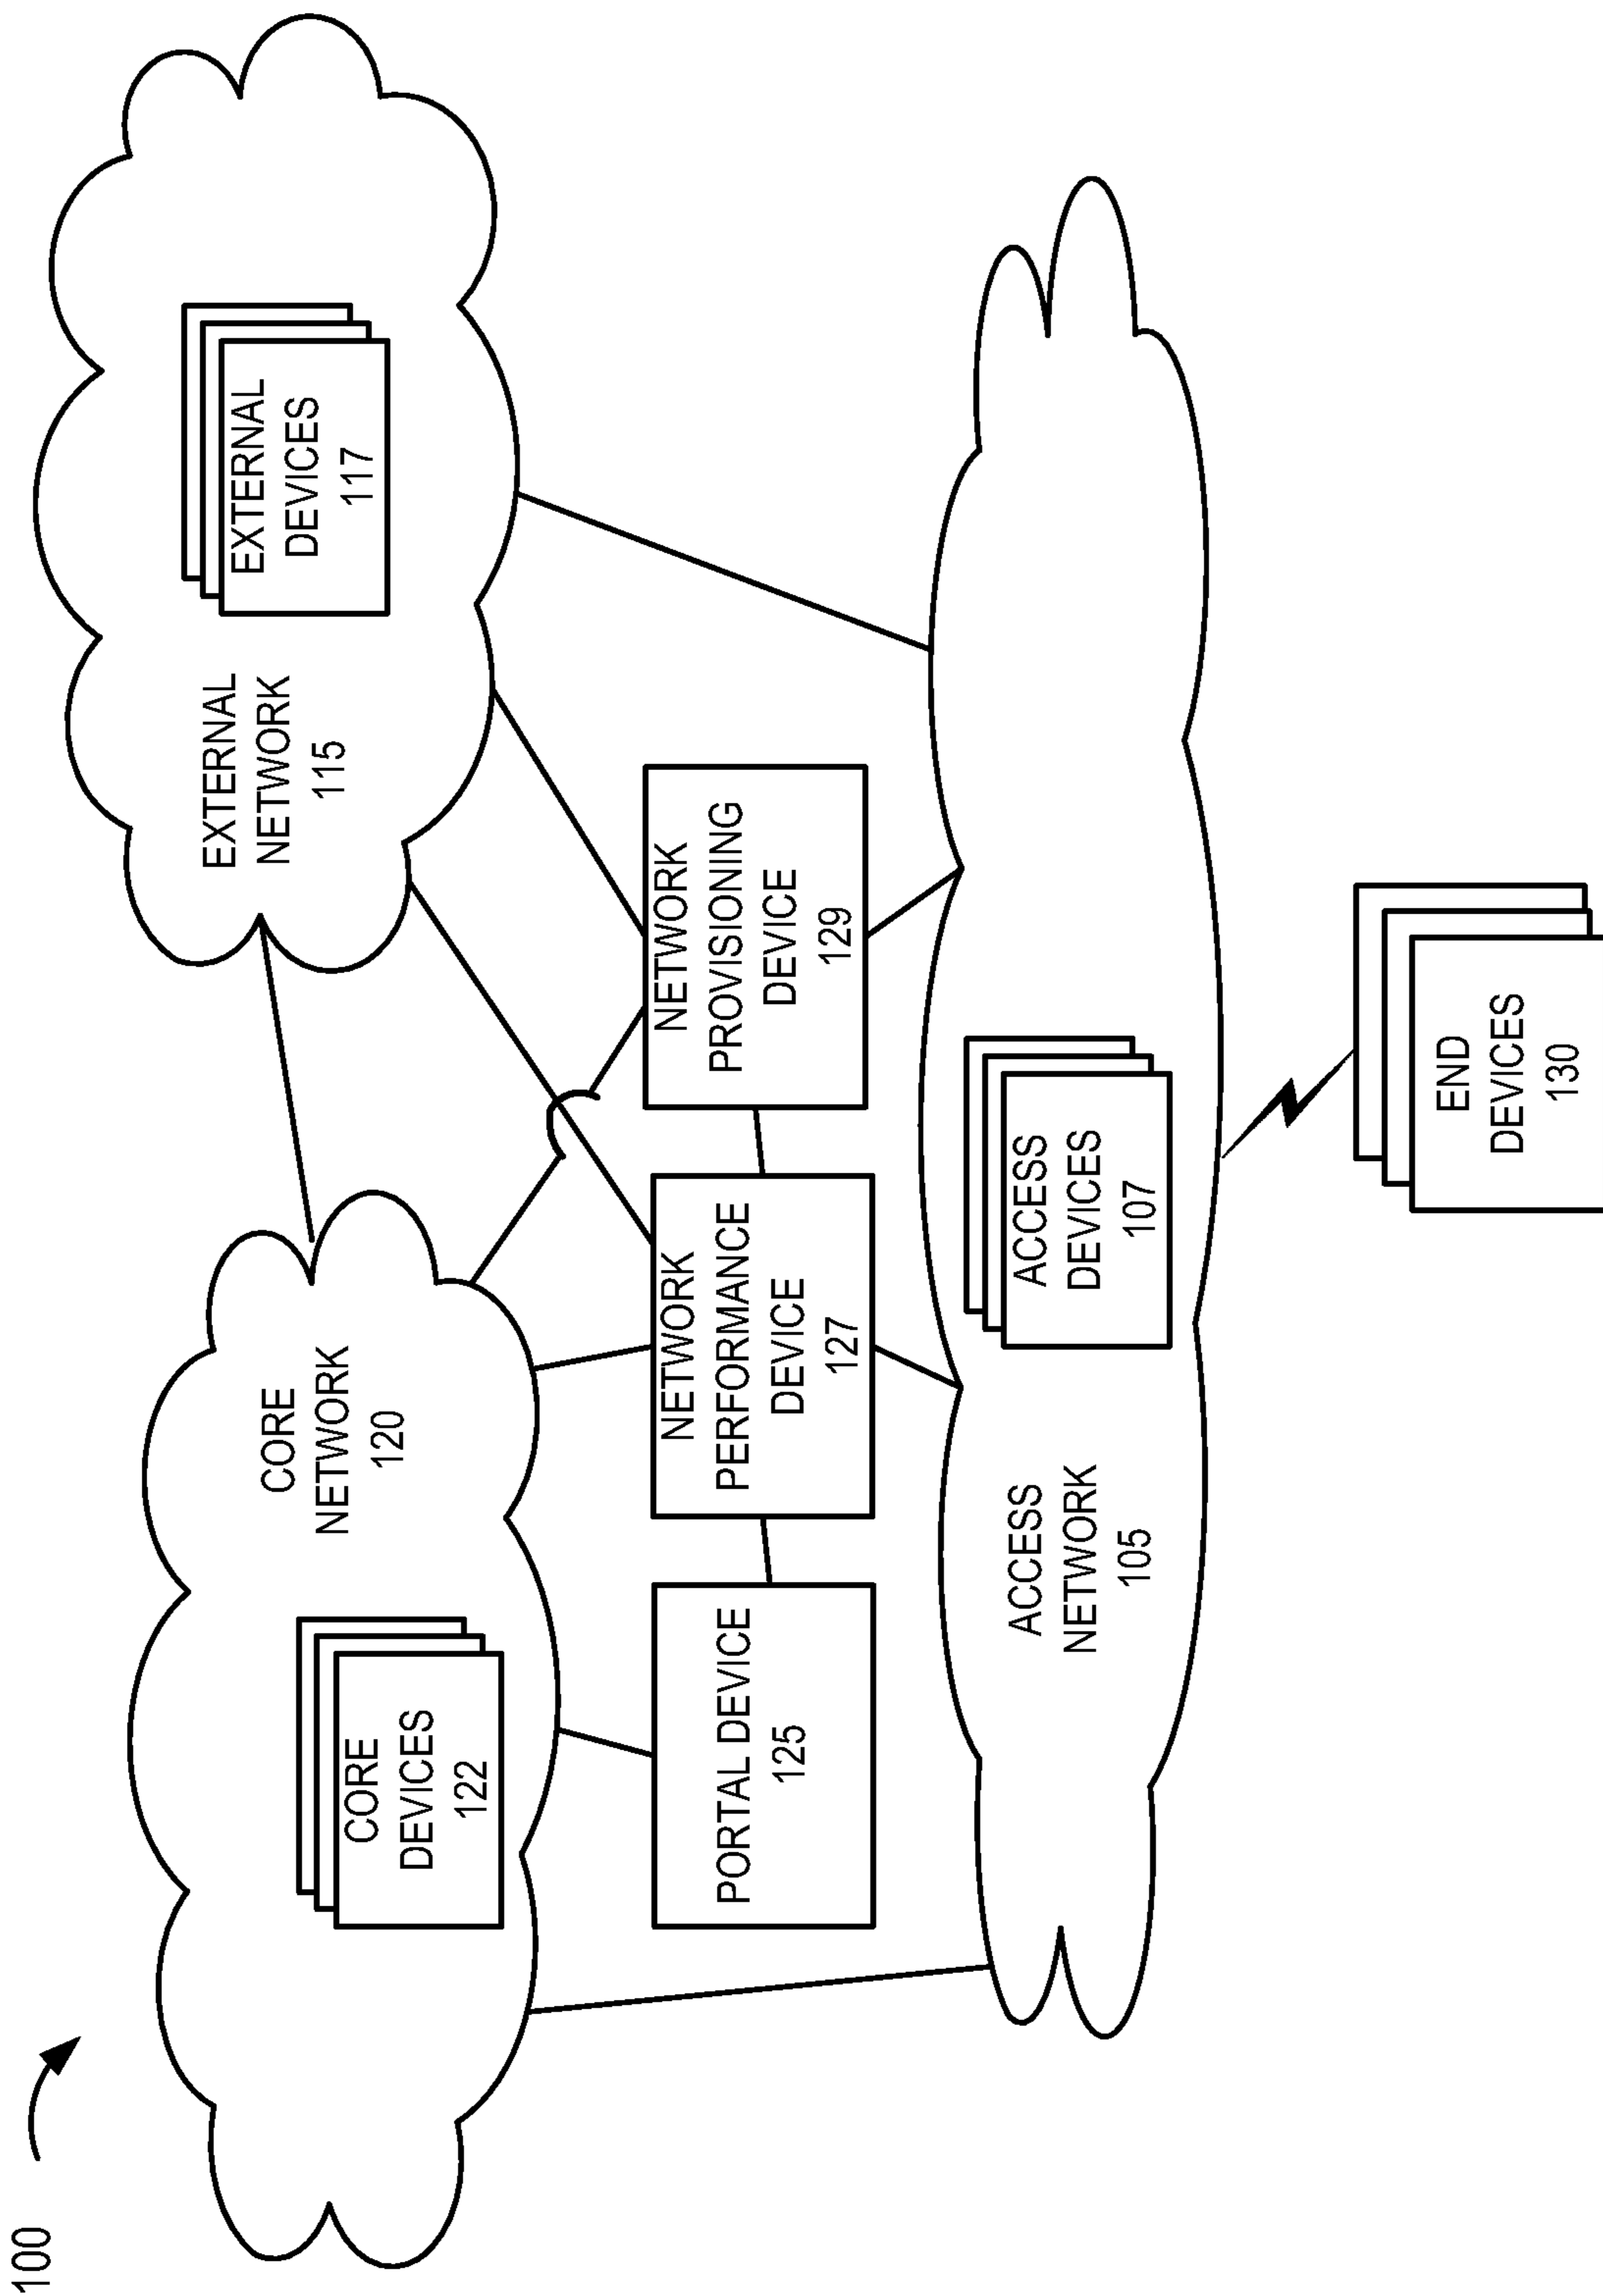 100
EXTERNAL
NETWORK
115
EXTERNAL
DEVICES
117
CORE
NETWORK
120
CORE
DEVICES
122
PORTAL DEVICE
125
NETWORK
PERFORMANCE
DEVICE
127
NETWORK
PROVISIONING
DEVICE
129
ACCESS
NETWORK
105
ACCESS
DEVICES
107
END
DEVICES
130